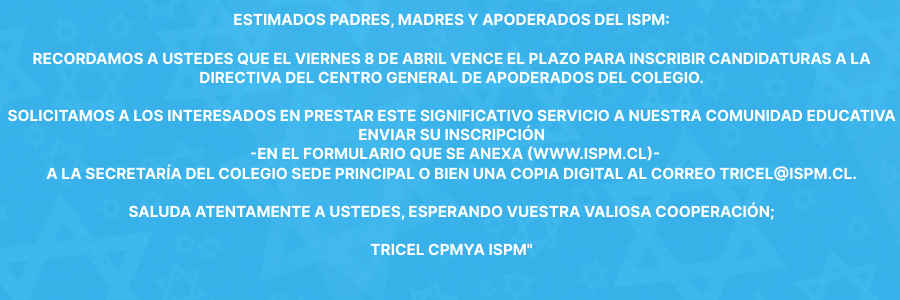 ESTIMADOS PADRES, MADRES Y APODERADOS DEL ISPM:
RECORDAMOS A USTEDES QUE EL VIERNES 8 DE ABRIL VENCE EL PLAZO PARA INSCRIBIR CANDIDATURAS A LA
DIRECTIVA DEL CENTRO GENERAL DE APODERADOS DEL COLEGIO.
SOLICITAMOS A LOS INTERESADOS EN PRESTAR ESTE SIGNIFICATIVO SERVICIO A NUESTRA COMUNIDAD EDUCATIVA
ENVIAR SU INSCRIPCIÓN
-EN EL FORMULARIO QUE SE ANEXA (WWW.ISPM.CL)-
A LA SECRETARÍA DEL COLEGIO SEDE PRINCIPAL O BIEN UNA COPIA DIGITAL AL CORREO TRICEL@ISPM.CL.
SALUDA ATENTAMENTE A USTEDES, ESPERANDO VUESTRA VALIOSA COOPERACIÓN;
TRICEL CPMYA ISPM"